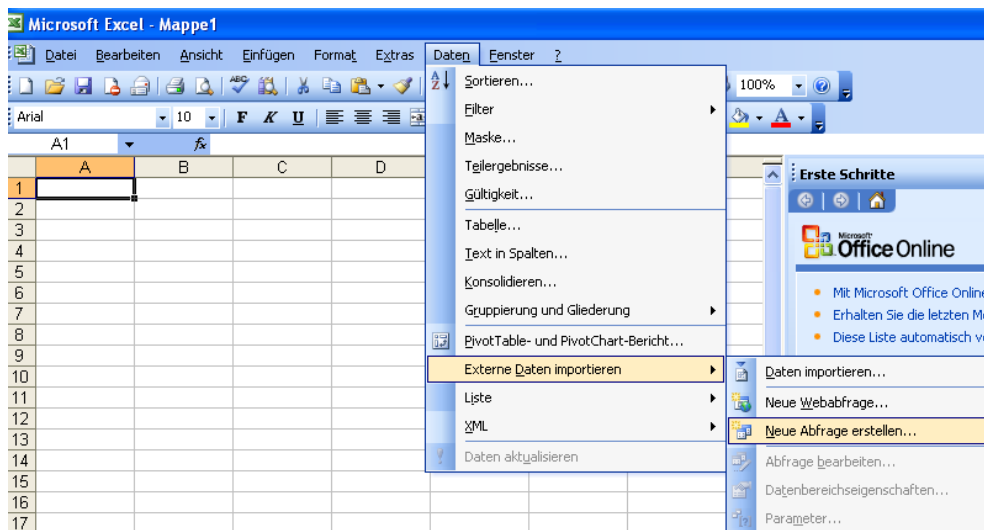 Microsoft Excel - Mappe1
Datei Bearbeiten Ansicht Einfügen Format Extras Daten Fenster ?
ABC 100%
Arial 10 F K U A
A1 fx
A B C D
1
2
3
4
5
6
7
8
9
10
11
12
13
14
15
16
17
Sortieren...
Filter
Maske...
Teilergebnisse...
Gültigkeit...
Tabelle...
Text in Spalten...
Konsolidieren...
Gruppierung und Gliederung
PivotTable- und PivotChart-Bericht...
Externe Daten importieren
Liste
XML
Daten aktualisieren
Erste Schritte
Microsoft
Office Online
Mit Microsoft Office Online
Erhalten Sie die letzten
Diese Liste automatisch
Daten importieren...
Neue Webabfrage...
Neue Abfrage erstellen...
Abfrage bearbeiten...
Datenbereichseigenschaften...
Parameter...